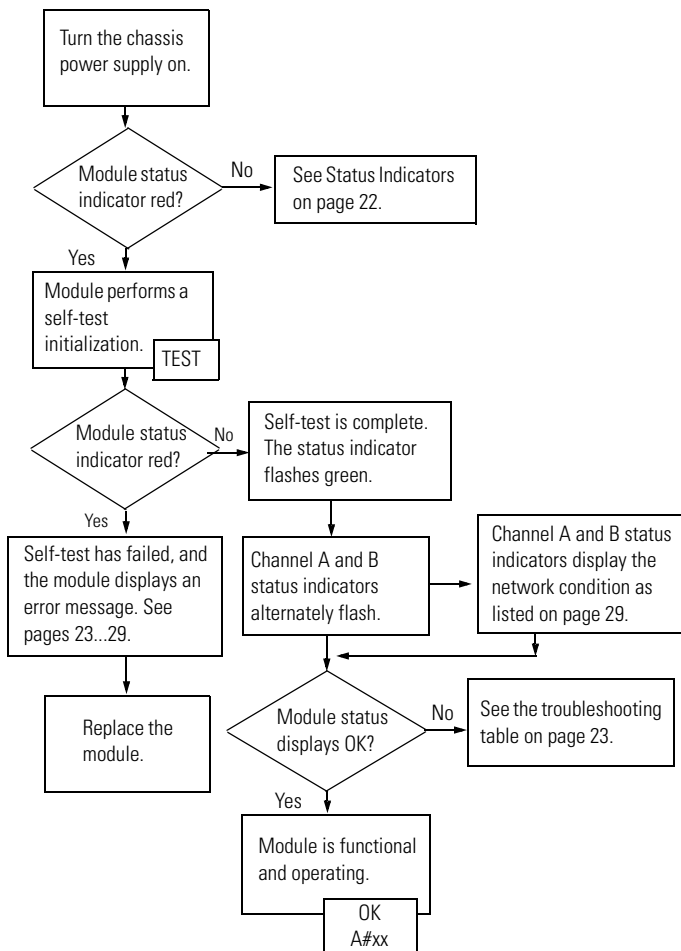 Turn the chassis
power supply on.
Module status
indicator red?
No
See Status Indicators
on page 22.
Yes
Module performs a
self-test
initialization.
TEST
Module status
indicator red?
No
Self-test is complete.
The status indicator
flashes green.
Yes
Self-test has failed, and
the module displays an
error message. See
pages 23...29.
Channel A and B
status indicators
alternately flash.
Channel A and B status
indicators display the
network condition as
listed on page 29.
Replace the
module.
Module status
displays OK?
No
See the troubleshooting
table on page 23.
Yes
Module is functional
and operating.
OK
A#xx